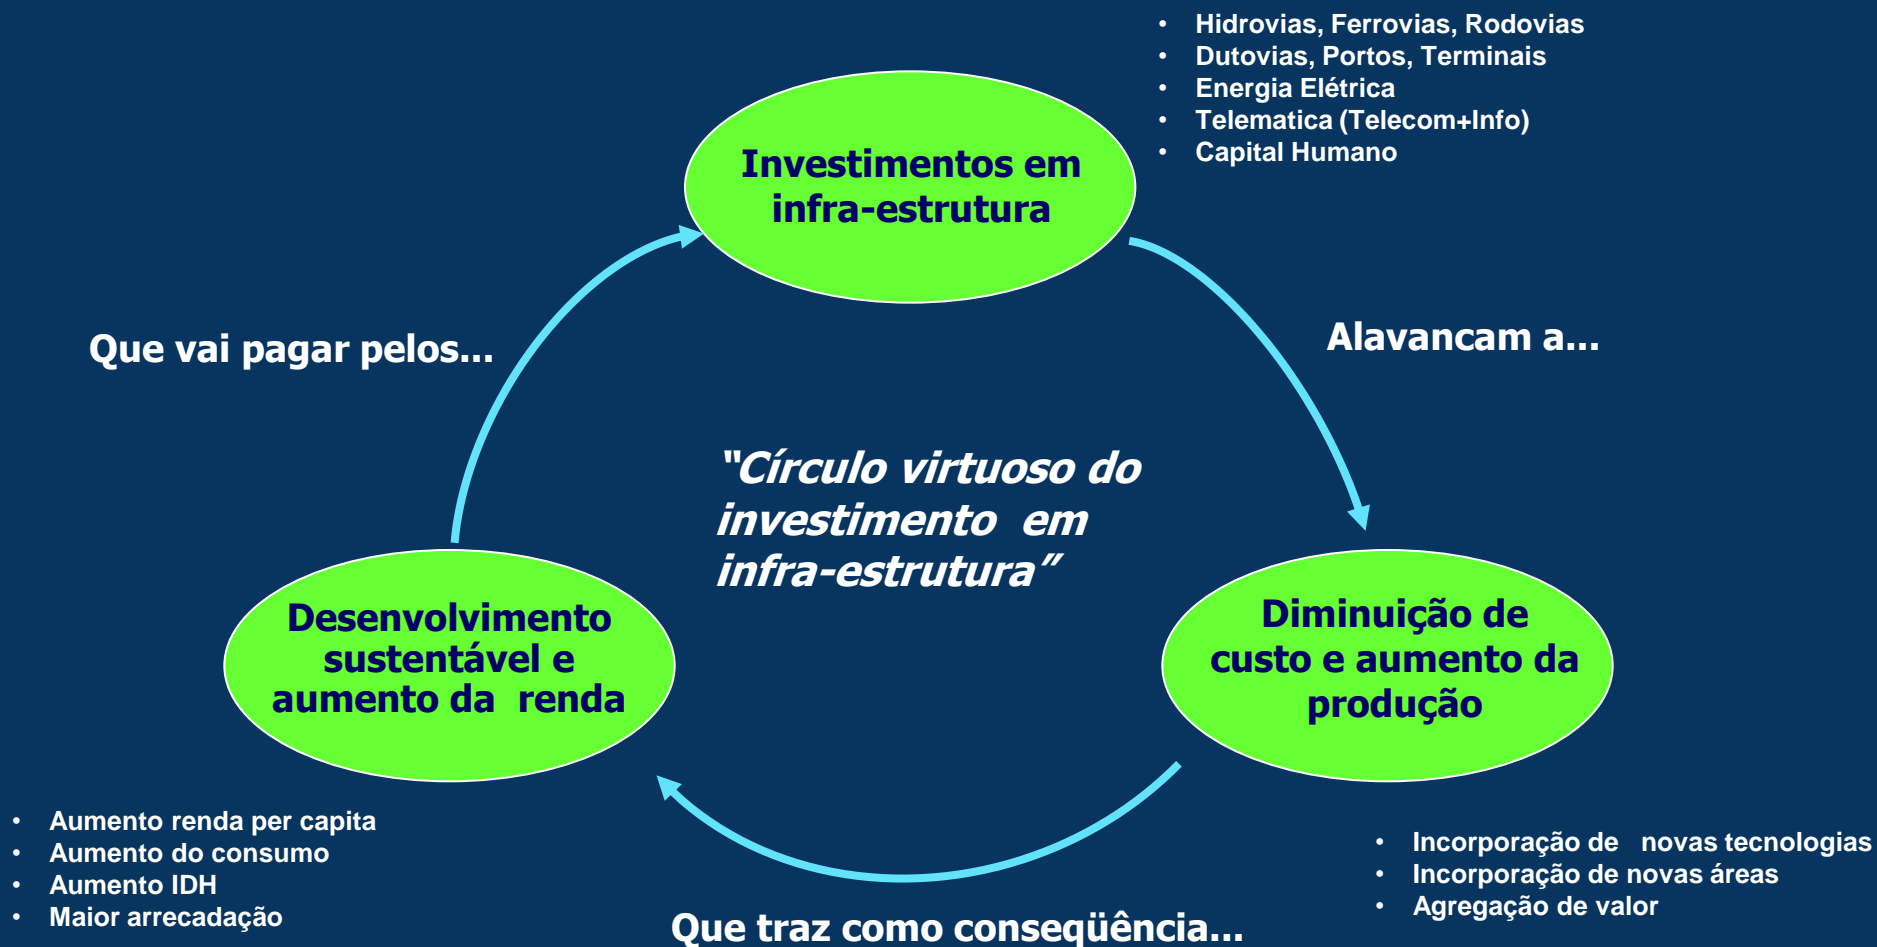 • Hidrovias, Ferrovias, Rodovias
• Dutovias, Portos, Terminais
• Energia Elétrica
• Telematica (Telecom+Info)
• Capital Humano
Investimentos em
infra-estrutura
Alavancam a...
Que vai pagar pelos...
"Círculo virtuoso do
investimento em
infra-estrutura"
Diminuição de
custo e aumento da
produção
Desenvolvimento
sustentável e
aumento da renda
• Incorporação de novas tecnologias
• Incorporação de novas áreas
• Agregação de valor
Que traz como conseqüência...
• Aumento renda per capita
• Aumento do consumo
• Aumento IDH
• Maior arrecadação